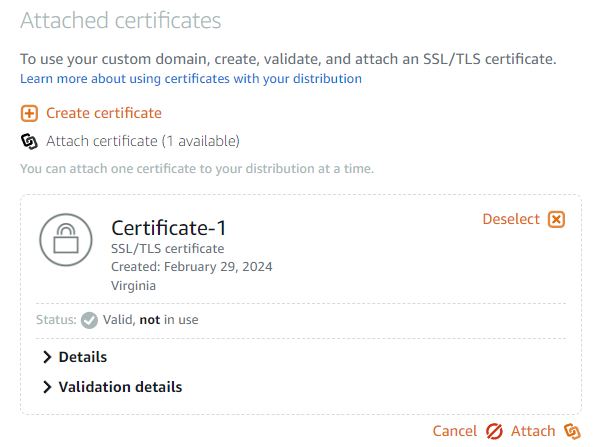 Attached certificates
To use your custom domain, create, validate, and attach an SSL/TLS certificate.
Learn more about using certificates with your distribution
Create certificate
Attach certificate (1 available)
You can attach one certificate to your distribution at a time.
Deselect
Certificate-1
SSL/TLS certificate
Created: February 29, 2024
Virginia
Status: Valid, not in use
Details
Validation details
Cancel Attach